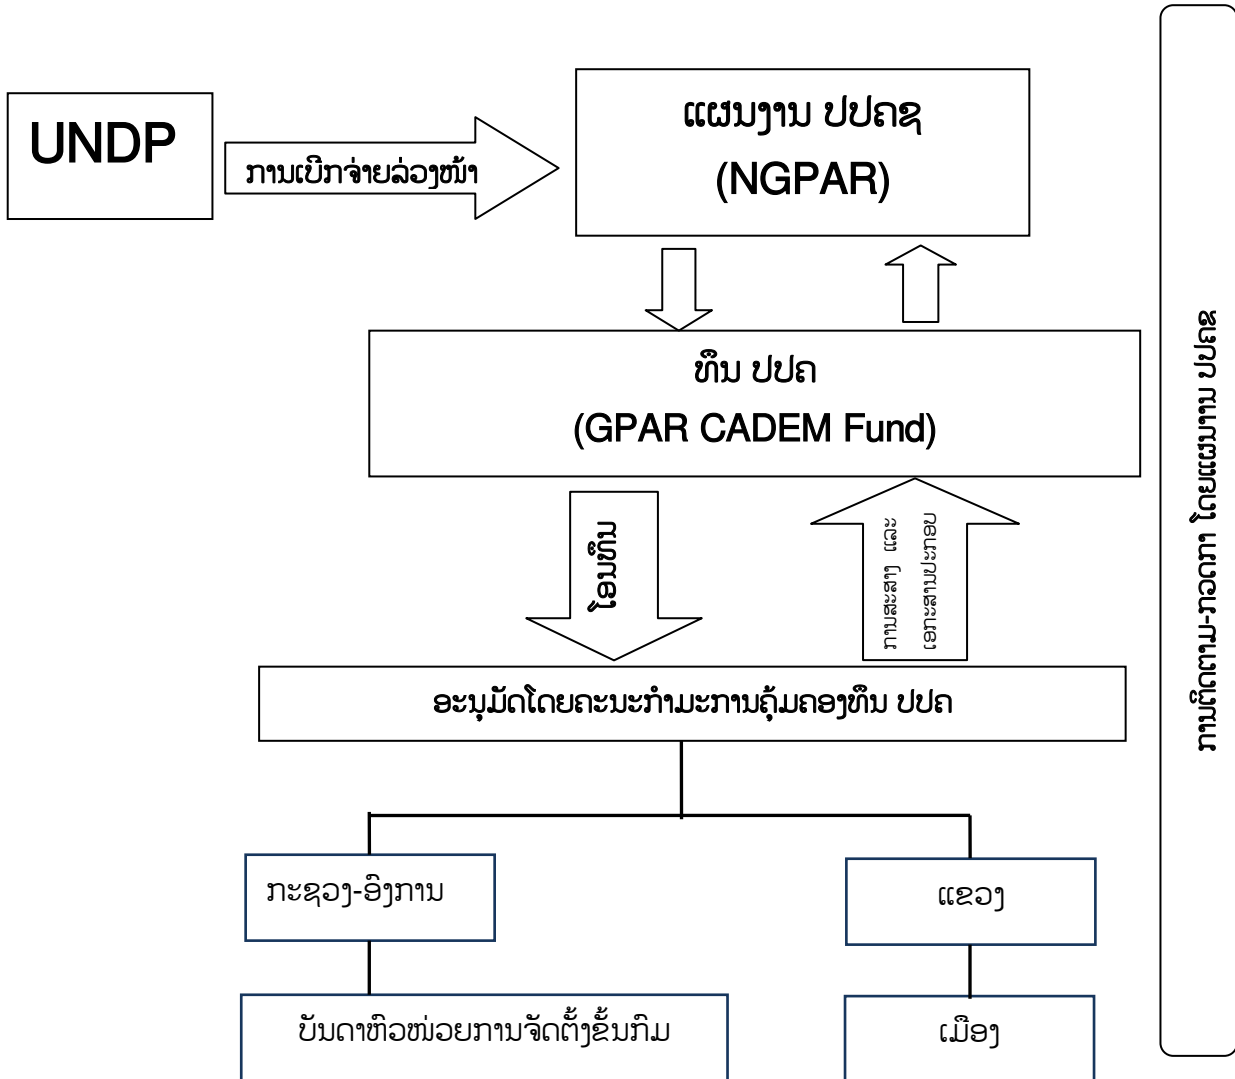 UNDP
ການເບີກຈ່າຍລ່ວງໜ້າ
ແຜນງານ ປປຄຊ
(NGPAR)
ທຶນ ປປຄ
(GPAR CADEM Fund)
ໂອນທຶນ
ການສະສາງ ແລະ
ເອກະສານປະກອບ
ອະນຸມັດໂດຍຄະນະກຳມະການຄຸ້ມຄອງທຶນ ປປຄ
ກະຊວງ-ອົງການ
ແຂວງ
ບັນດາຫົວໜ່ວຍການຈັດຕັ້ງຂັ້ນກົມ
ເມືອງ
ການຕິດຕາມ-ກວດກາ ໂດຍແຜນງານ ປປຄຊ